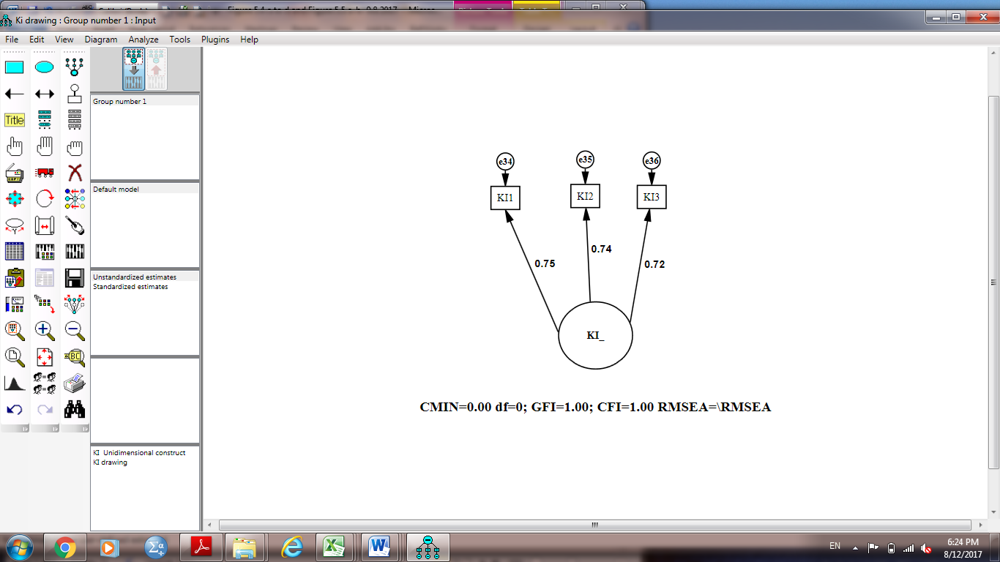 Ki drawing : Group number 1 : Input
File Edit View Diagram Analyze Tools Plugins Help
Title
Group number 1
Default model
Unstandardized estimates
Standardized estimates
KI Unidimensional construct
KI drawing
e34 e35 e36
KI1 KI2 KI3
0.75 0.74 0.72
KI_
CMIN=0.00 df=0; GFI=1.00; CFI=1.00 RMSEA=\RMSEA
EN
6:24 PM
8/12/2017